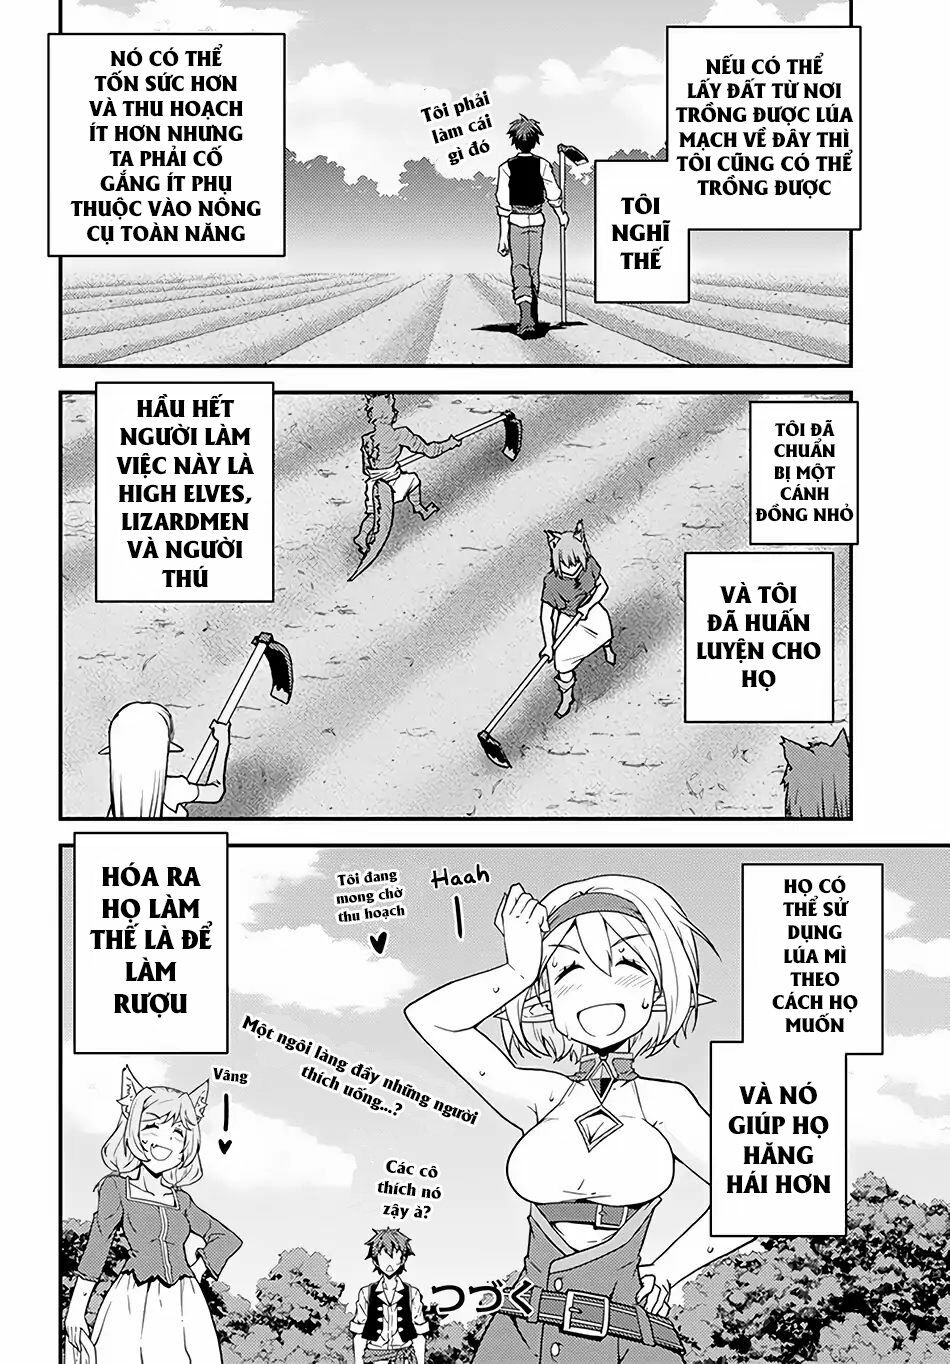 NẾU CÓ THỂ
LẤY ĐẤT TỪ NƠI
TRỒNG ĐƯỢC LÚA
MẠCH VỀ ĐÂY THÌ
TÔI CŨNG CÓ THỂ
TRỒNG ĐƯỢC
TÔI
NGHĨ
THẾ
Tôi phải
làm cái
gì đó
NÓ CÓ THỂ
TỐN SỨC HƠN
VÀ THU HOẠCH
ÍT HƠN NHƯNG
TA PHẢI CỐ
GẮNG ÍT PHỤ
THUỘC VÀO NÔNG
CỤ TOÀN NĂNG
TÔI ĐÃ
CHUẨN
BỊ MỘT
CÁNH
ĐỒNG NHỎ
VÀ TÔI
ĐÃ HUẤN
LUYỆN CHO
HỌ
HẦU HẾT
NGƯỜI LÀM
VIỆC NÀY LÀ
HIGH ELVES,
LIZARDMEN
VÀ NGƯỜI
THÚ
HỌ CÓ
THỂ SỬ
DỤNG
LÚA MÌ
THEO
CÁCH HỌ
MUỐN
VÀ NÓ
GIÚP HỌ
HĂNG
HÁI HƠN
Haah
Tôi đang
mong chờ
thu hoạch
HÓA RA
HỌ LÀM
THẾ LÀ ĐỂ
LÀM
RƯỢU
Một ngôi làng đầy những người
thích uống...?
Vâng
Các cô
thích nó
zậy à?
つづく